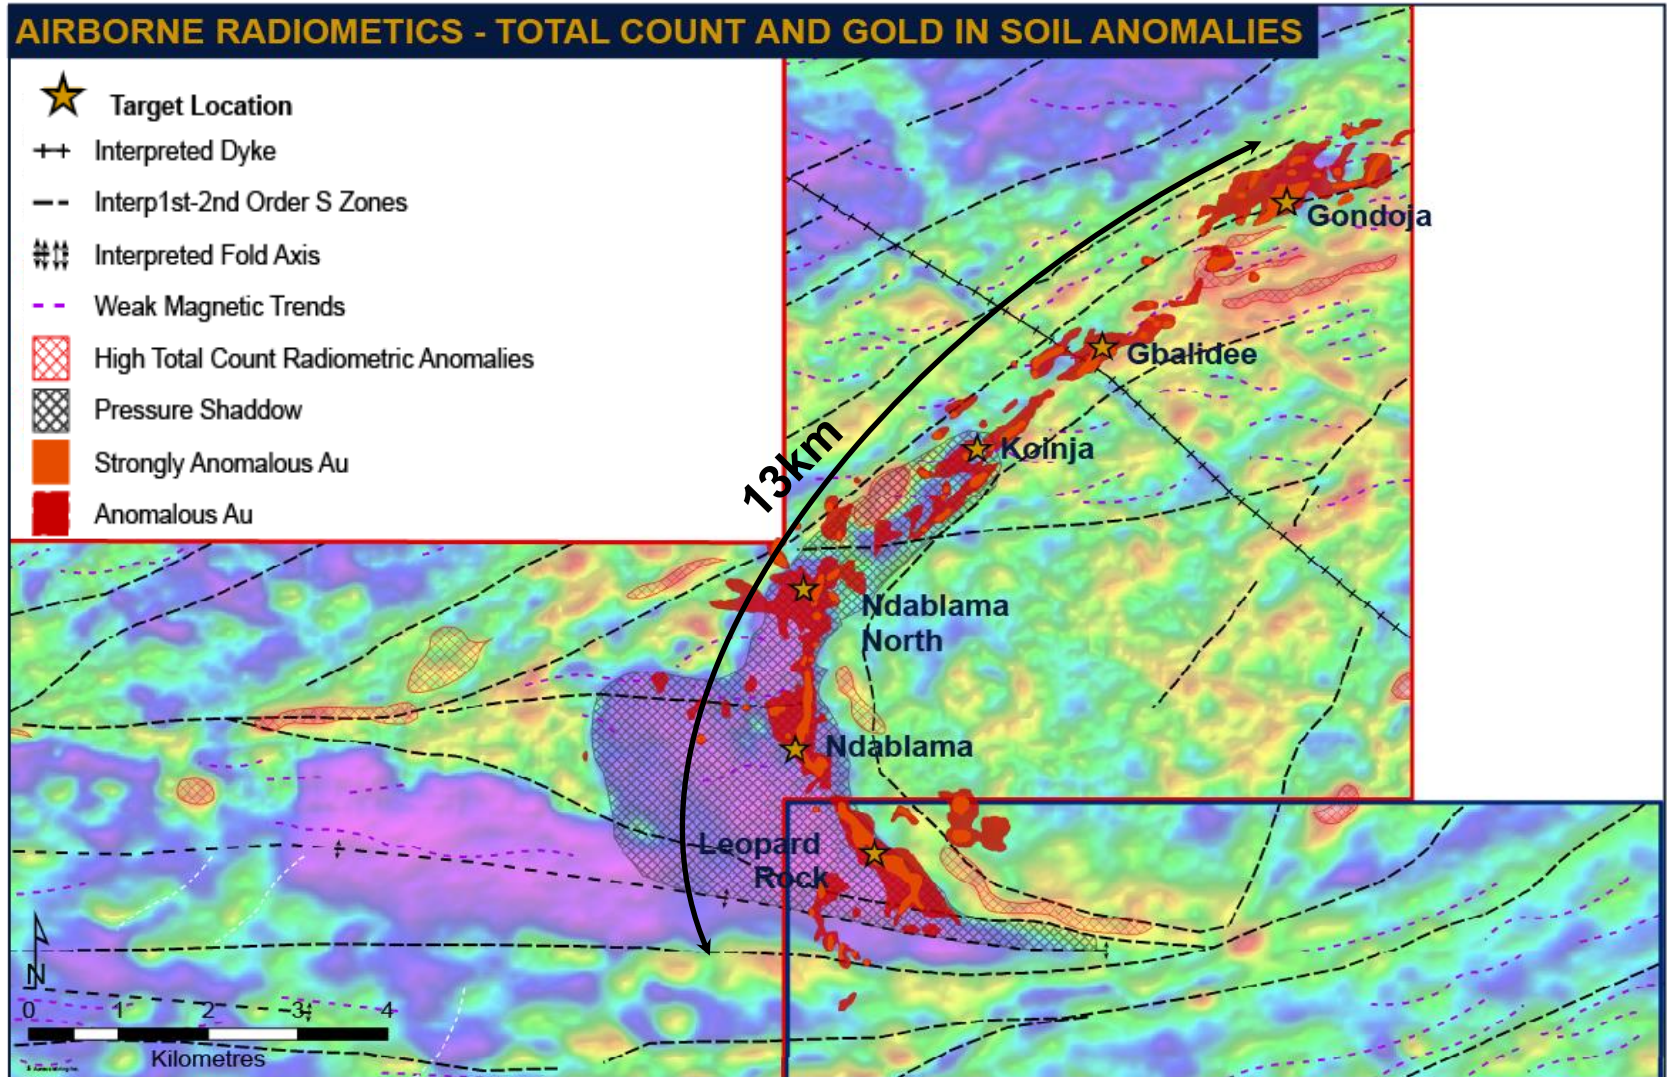 AIRBORNE RADIOMETICS - TOTAL COUNT AND GOLD IN SOIL ANOMALIES
Target Location
Interpreted Dyke
Interp1st-2nd Order S Zones
Interpreted Fold Axis
Weak Magnetic Trends
High Total Count Radiometric Anomalies
Pressure Shaddow
Strongly Anomalous Au
Anomalous Au
Gondoja
Gbalidee
Koinja
13km
Ndablama
North
Ndablama
Leopard
Rock
N
0 1 2 3 4
Kilometres